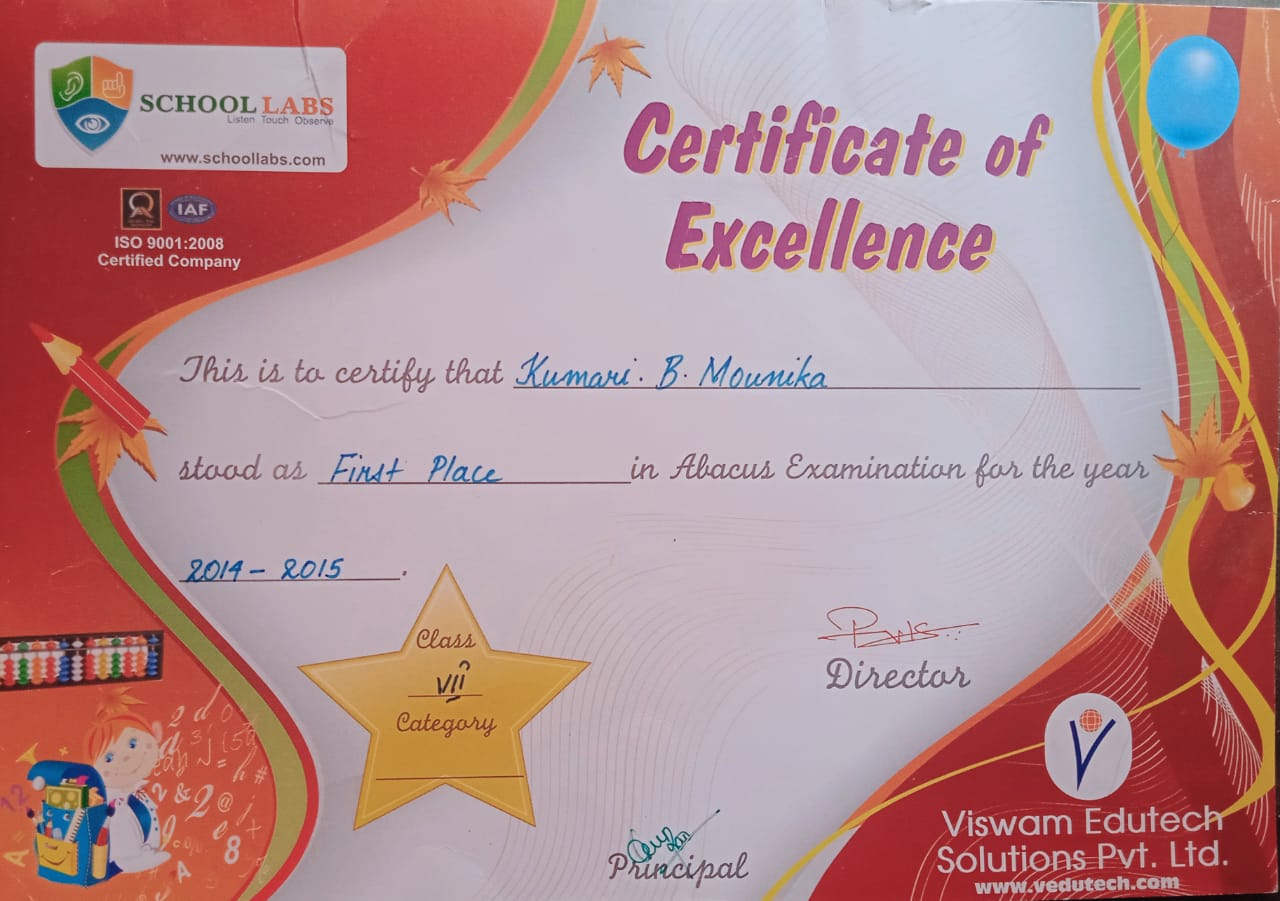 SCHOOL LABS
Listen Touch Observe
www.schoollabs.com
IAF
ISO 9001:2008
Certified Company
Certificate of
Excellence
This is to certify that Kumari. B. Mounika
stood as First Place in Abacus Examination for the year
2014 - 2015.
Class
VII
Category
Director
Principal
Viswam Edutech
Solutions Pvt. Ltd.
www.vedutech.com